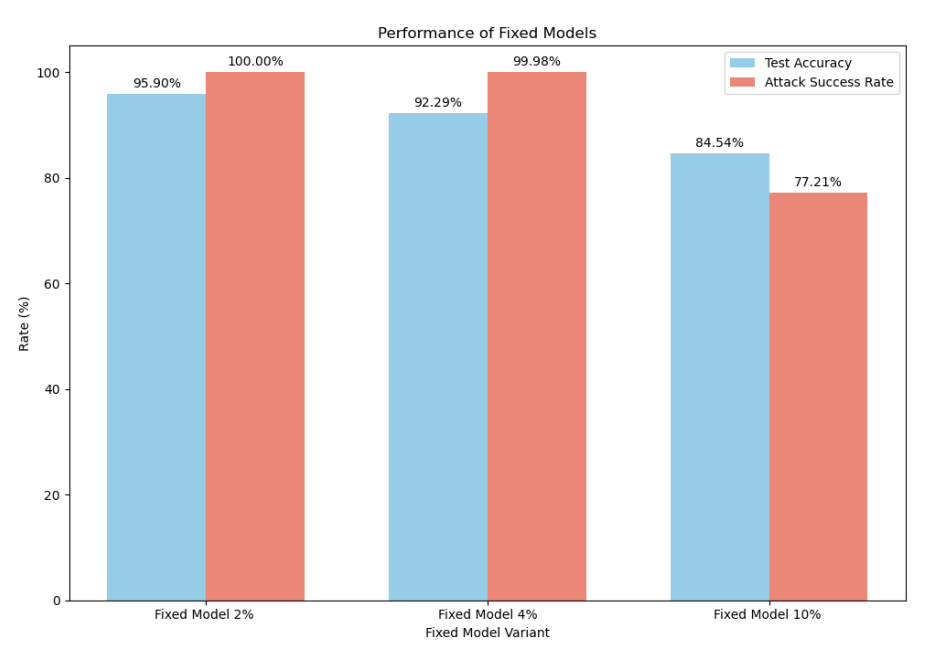 Performance of Fixed Models
Test Accuracy
Attack Success Rate
95.90%
100.00%
92.29%
99.98%
84.54%
77.21%
Rate (%)
100
80
60
40
20
0
Fixed Model 2%
Fixed Model 4%
Fixed Model 10%
Fixed Model Variant